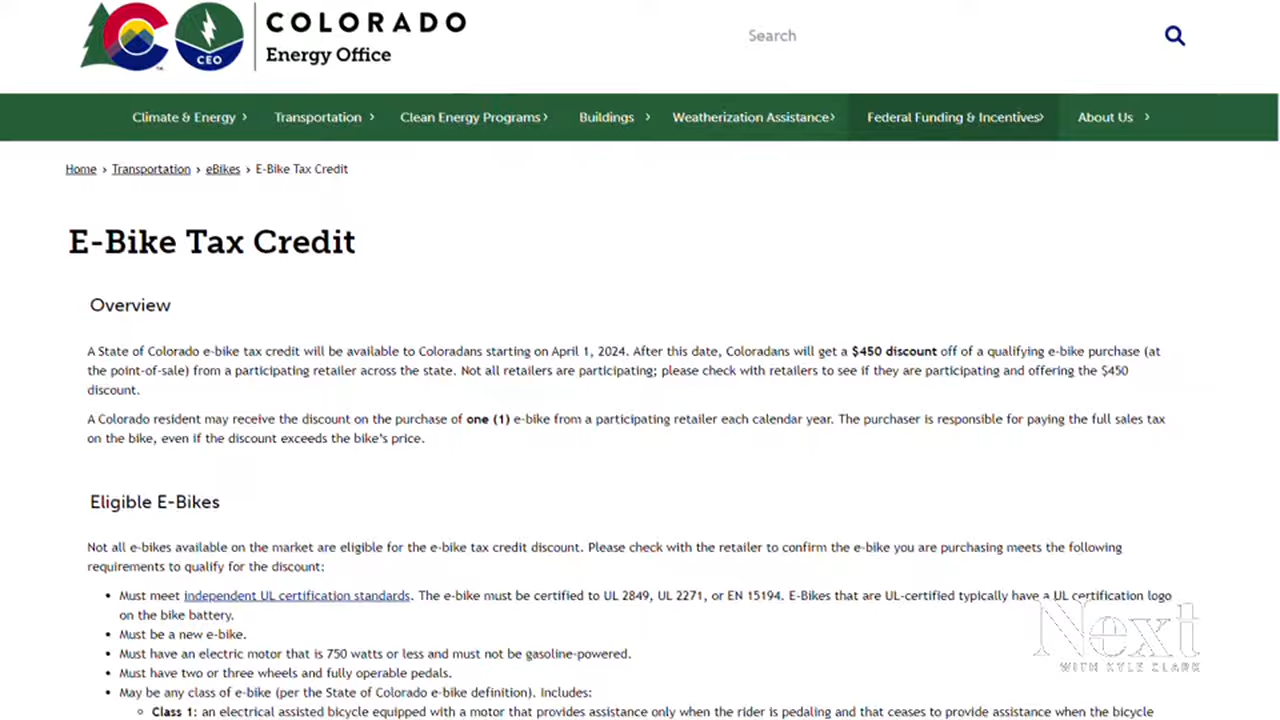 COLORADO
Energy Office
CEO
Search
Climate & Energy › Transportation › Clean Energy Programs › Buildings › Weatherization Assistance › Federal Funding & Incentives › About Us ›
Home › Transportation › eBikes › E-Bike Tax Credit
E-Bike Tax Credit
Overview
A State of Colorado e-bike tax credit will be available to Coloradans starting on April 1, 2024. After this date, Coloradans will get a $450 discount off of a qualifying e-bike purchase (at
the point-of-sale) from a participating retailer across the state. Not all retailers are participating; please check with retailers to see if they are participating and offering the $450
discount.
A Colorado resident may receive the discount on the purchase of one (1) e-bike from a participating retailer each calendar year. The purchaser is responsible for paying the full sales tax
on the bike, even if the discount exceeds the bike's price.
Eligible E-Bikes
Not all e-bikes available on the market are eligible for the e-bike tax credit discount. Please check with the retailer to confirm the e-bike you are purchasing meets the following
requirements to qualify for the discount:
• Must meet independent UL certification standards. The e-bike must be certified to UL 2849, UL 2271, or EN 15194. E-Bikes that are UL-certified typically have a UL certification logo
on the bike battery.
• Must be a new e-bike.
• Must have an electric motor that is 750 watts or less and must not be gasoline-powered.
• Must have two or three wheels and fully operable pedals.
• May be any class of e-bike (per the State of Colorado e-bike definition). Includes:
Class 1: an electrical assisted bicycle equipped with a motor that provides assistance only when the rider is pedaling and that ceases to provide assistance when the bicycle
Next
WITH KYLE CLARK